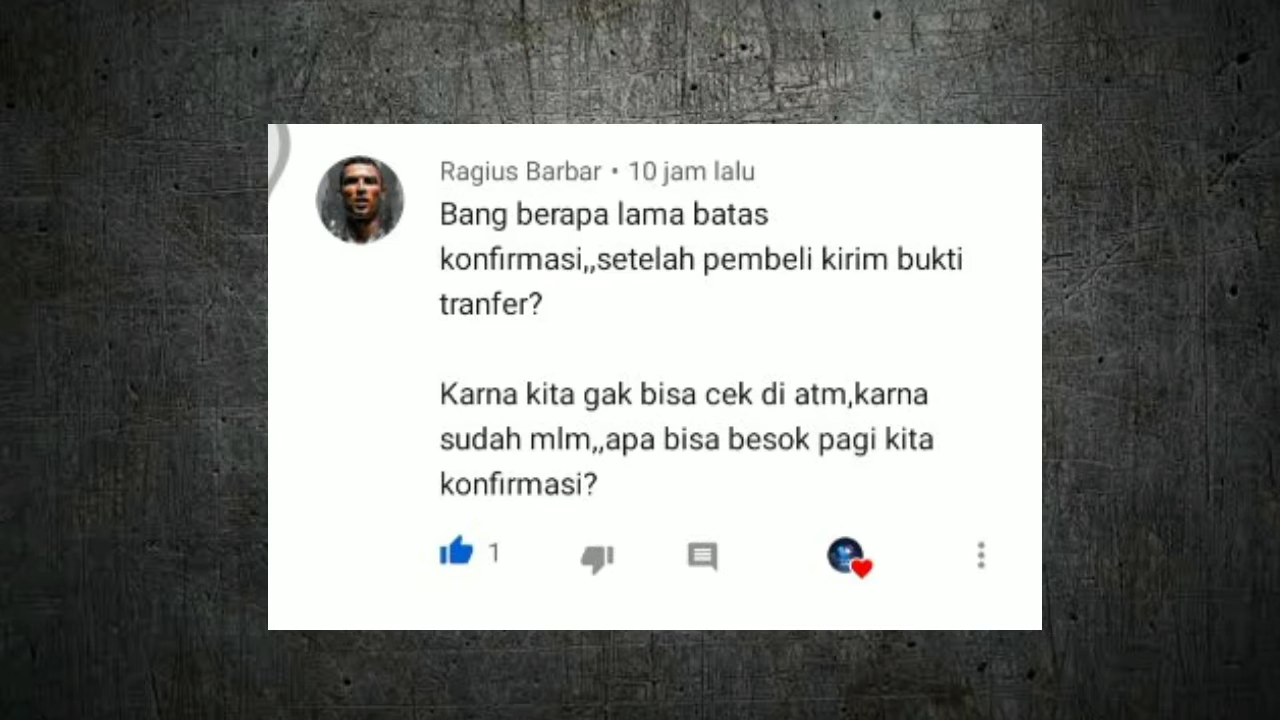 Ragius Barbar • 10 jam lalu
Bang berapa lama batas
konfirmasi,,setelah pembeli kirim bukti
tranfer?
Karna kita gak bisa cek di atm,karna
sudah mlm,,apa bisa besok pagi kita
konfirmasi?
1